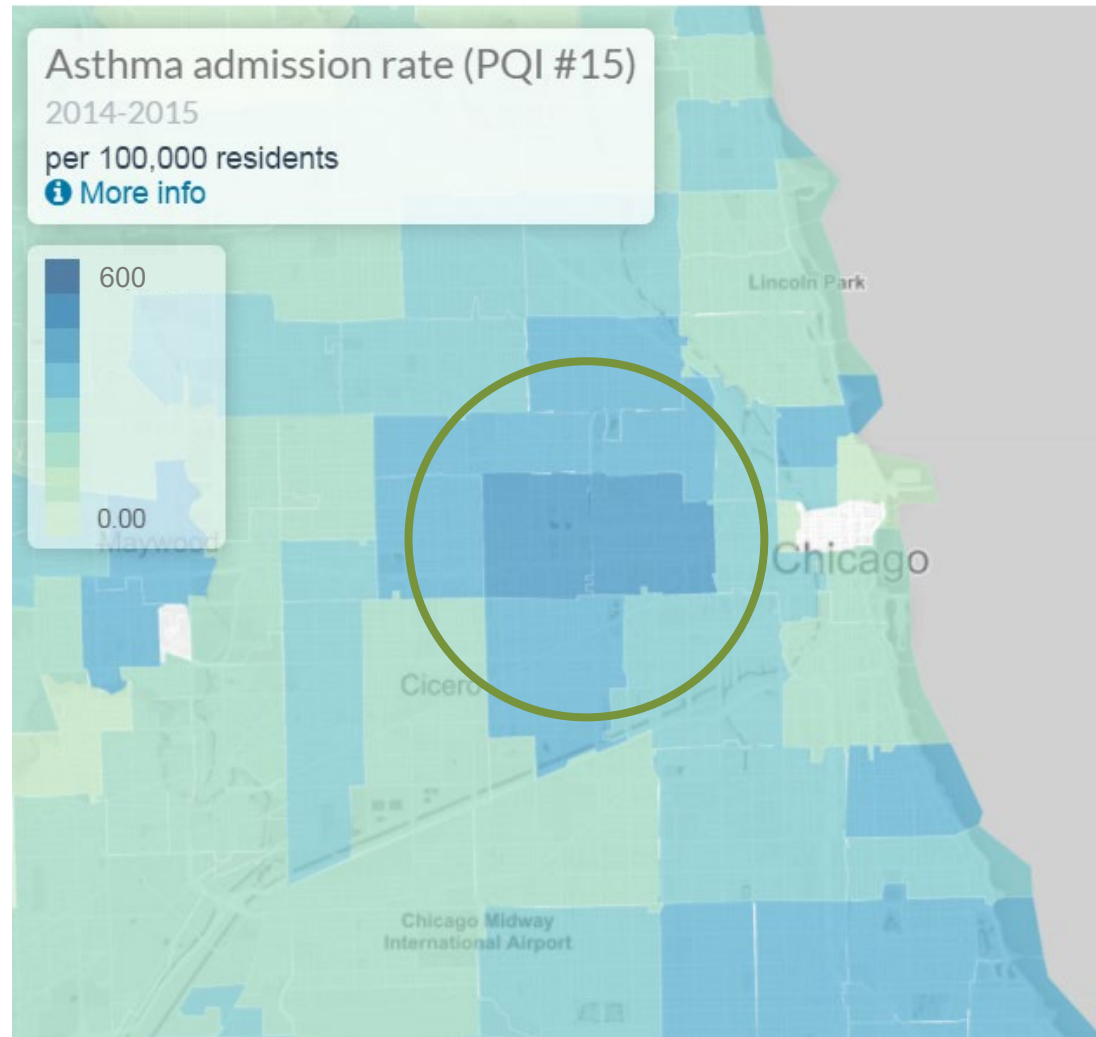 Asthma admission rate (PQI #15)
2014-2015
per 100,000 residents
More info
600
0.00
Lincoln Park
Maywood
Chicago
Cicero
Chicago Midway
International Airport